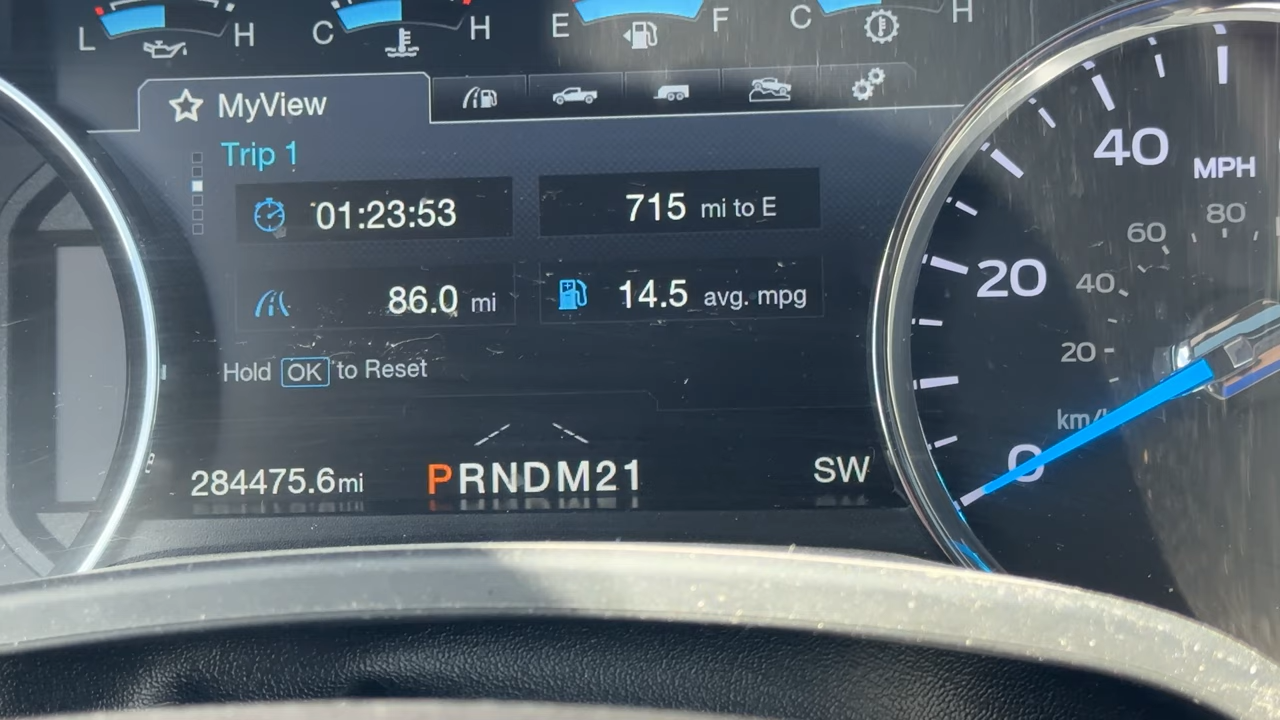 L H C H E F C H
MyView
Trip 1
01:23:53 715 mi to E
86.0 mi 14.5 avg. mpg
Hold OK to Reset
284475.6mi PRNDM21 SW
40 MPH
80
60
20 40
20
km/h
0